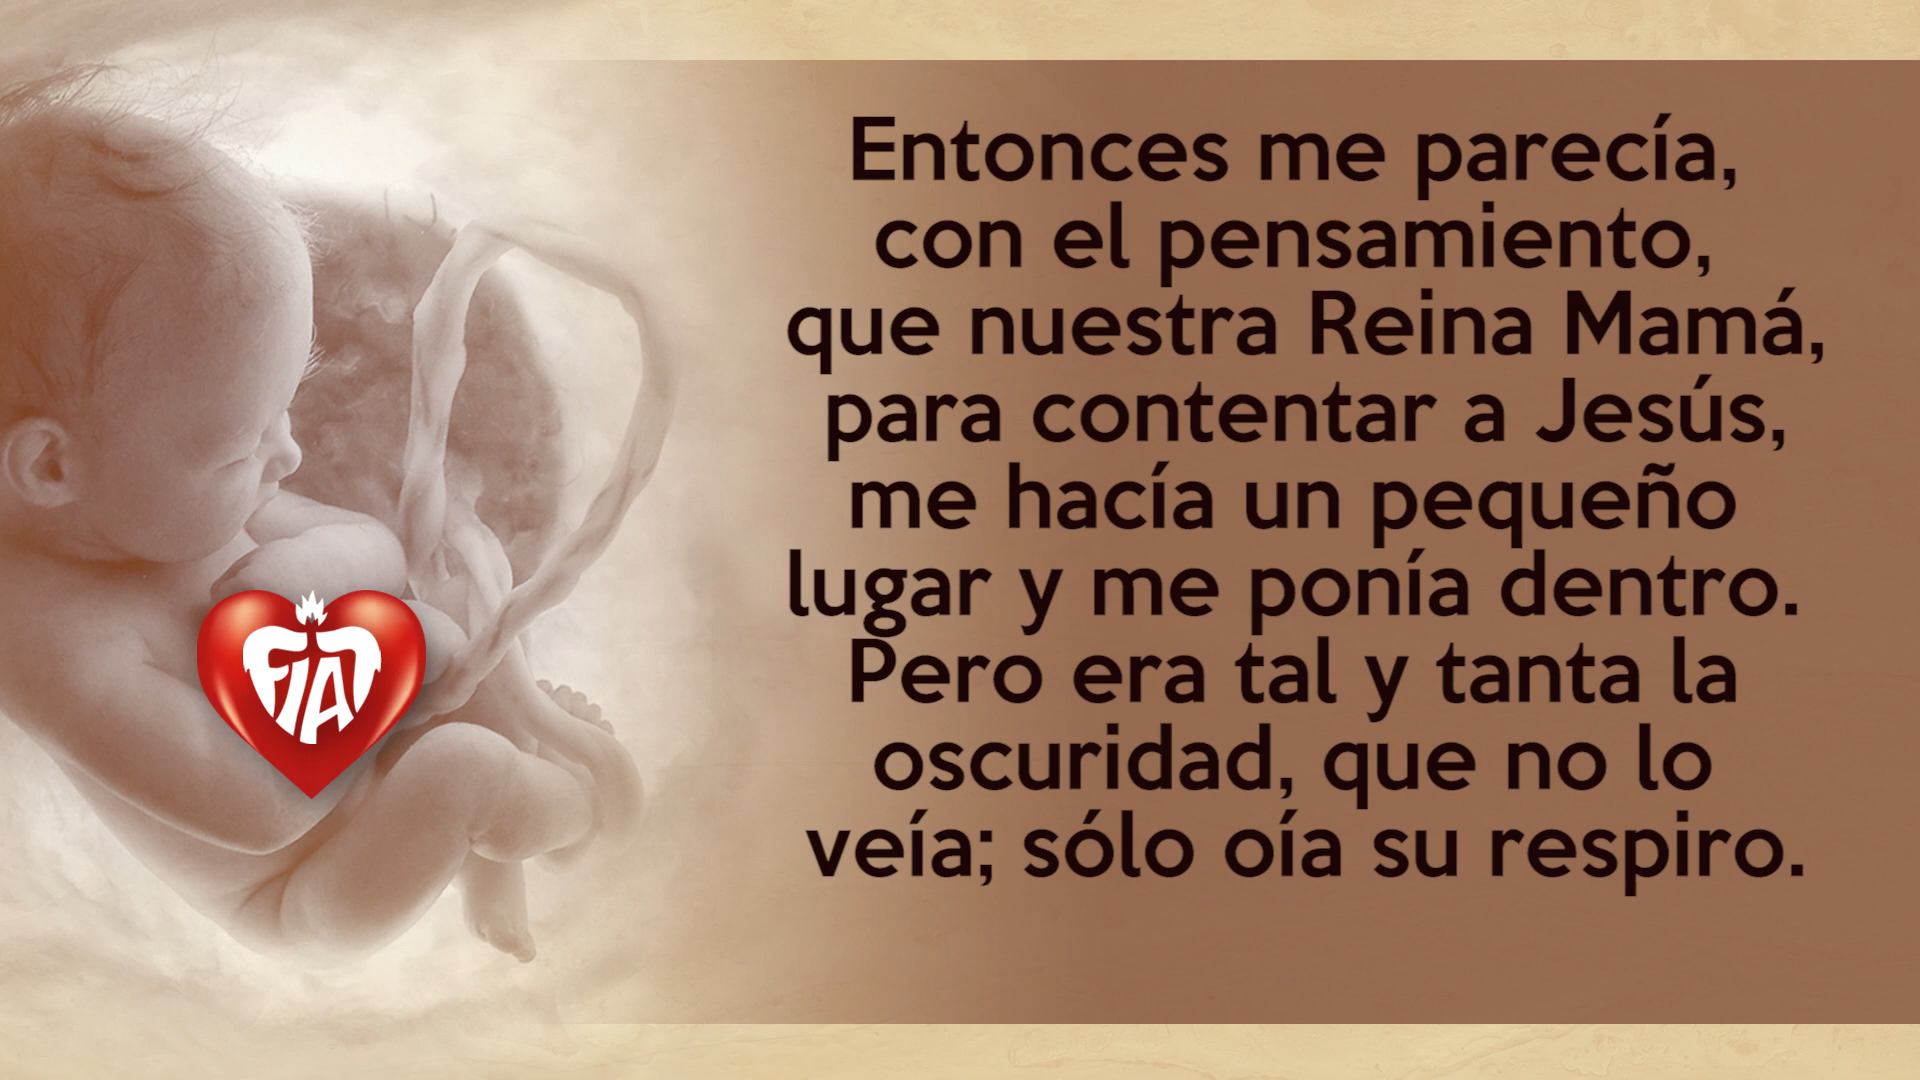 Entonces me parecía,
con el pensamiento,
que nuestra Reina Mamá,
para contentar a Jesús,
me hacía un pequeño
lugar y me ponía dentro.
Pero era tal y tanta la
oscuridad, que no lo
veía; sólo oía su respiro.
FIAT